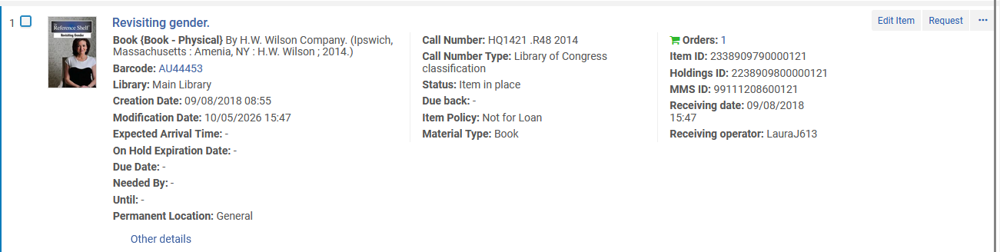 1
Reference Shelf
Revisiting Gender
Revisiting gender.
Edit Item
Request
Book {Book - Physical} By H.W. Wilson Company. (Ipswich,
Massachusetts : Amenia, NY : H.W. Wilson ; 2014.)
Barcode: AU44453
Library: Main Library
Creation Date: 09/08/2018 08:55
Modification Date: 10/05/2026 15:47
Expected Arrival Time: -
On Hold Expiration Date: -
Due Date: -
Needed By: -
Until: -
Permanent Location: General
Other details
Call Number: HQ1421 .R48 2014
Call Number Type: Library of Congress
classification
Status: Item in place
Due back: -
Item Policy: Not for Loan
Material Type: Book
Orders: 1
Item ID: 2338909790000121
Holdings ID: 2238909800000121
MMS ID: 99111208600121
Receiving date: 09/08/2018
15:47
Receiving operator: LauraJ613